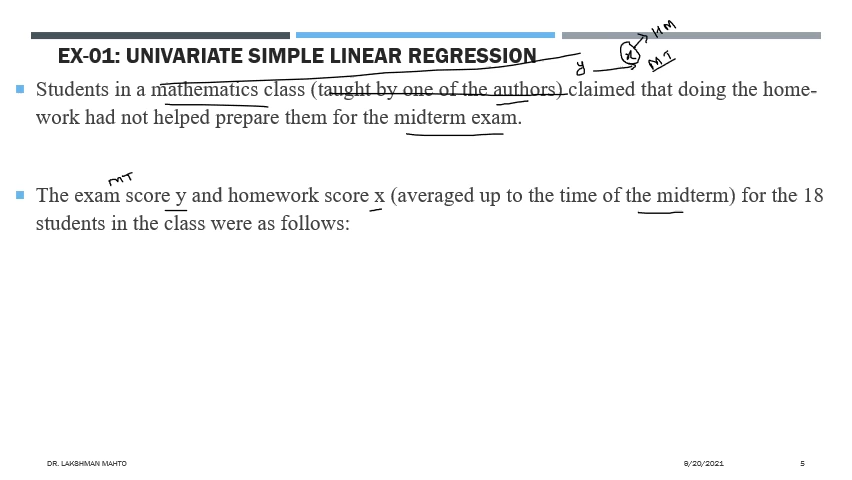 EX-01: UNIVARIATE SIMPLE LINEAR REGRESSION
x HM
y MT
Students in a mathematics class (taught by one of the authors) claimed that doing the home-
work had not helped prepare them for the midterm exam.
MT
The exam score y and homework score x (averaged up to the time of the midterm) for the 18
students in the class were as follows:
DR. LAKSHMAN MAHTO 9/20/2021 5